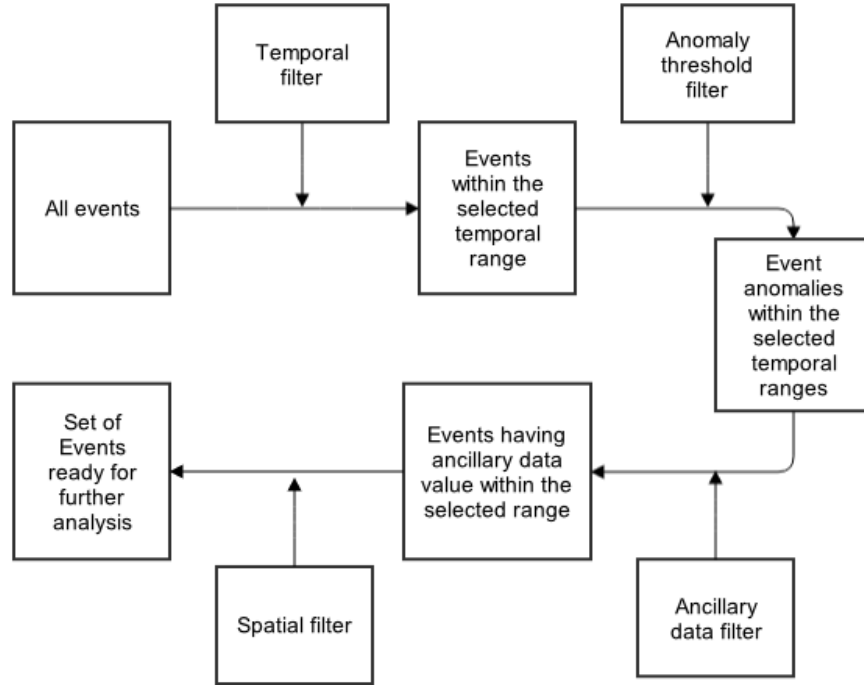 Temporal
filter
Anomaly
threshold
filter
All events
Events
within the
selected
temporal
range
Event
anomalies
within the
selected
temporal
ranges
Set of
Events
ready for
further
analysis
Events having
ancillary data
value within the
selected range
Spatial filter
Ancillary
data filter